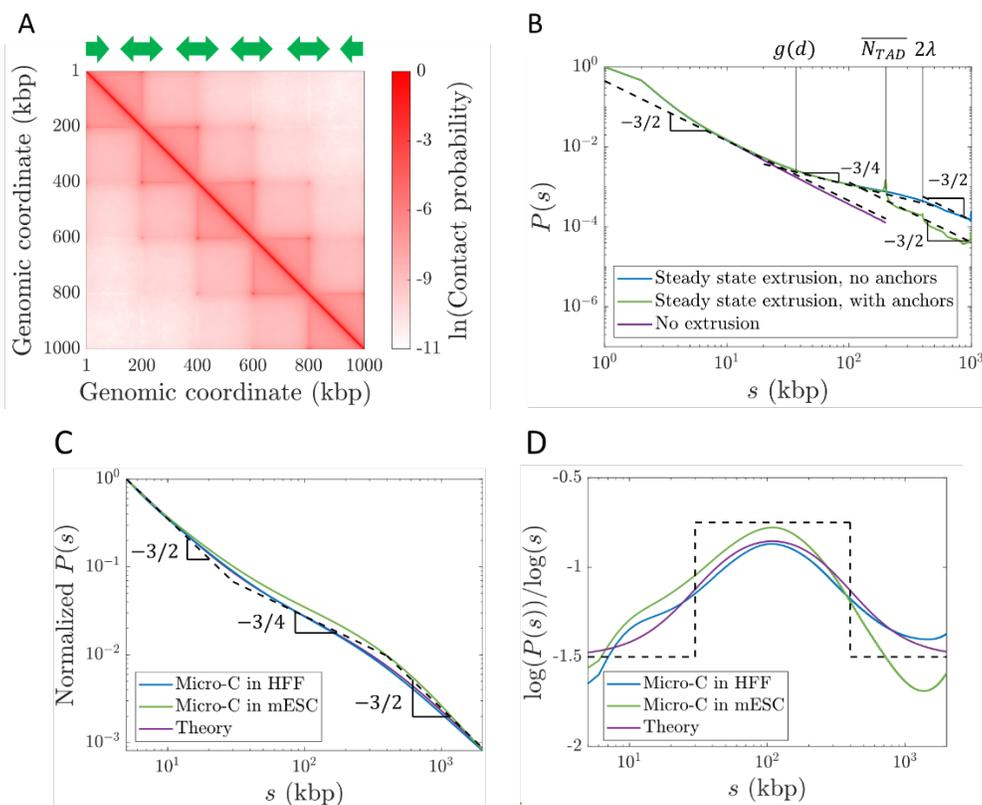 A
1
200
400
600
800
1000
1 200 400 600 800 1000
Genomic coordinate (kbp)
Genomic coordinate (kbp)
0
-3
-6
-9
-11
ln(Contact probability)
B
g(d) N_TAD 2λ
10^0
10^-2
10^-4
10^-6
P(s)
−3/2
−3/4
−3/2
−3/2
Steady state extrusion, no anchors
Steady state extrusion, with anchors
No extrusion
10^0 10^1 10^2 10^3
s (kbp)
C
10^0
10^-1
10^-2
10^-3
Normalized P(s)
−3/2
−3/4
−3/2
Micro-C in HFF
Micro-C in mESC
Theory
10^1 10^2 10^3
s (kbp)
D
-0.5
-1
-1.5
-2
log(P(s))/log(s)
Micro-C in HFF
Micro-C in mESC
Theory
10^1 10^2 10^3
s (kbp)